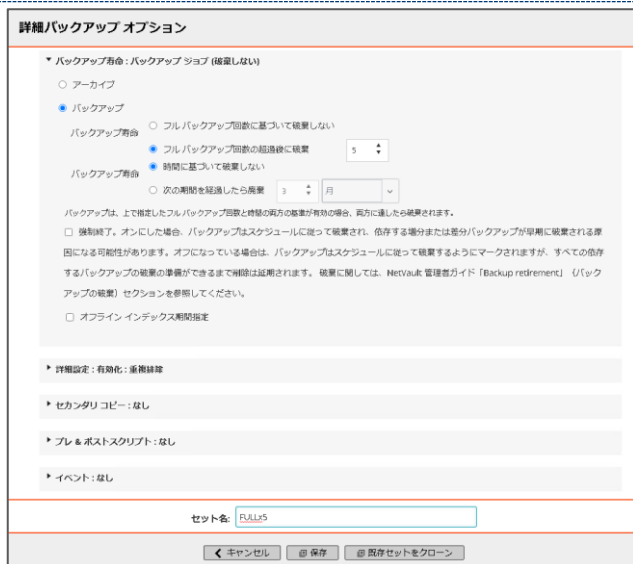 詳細バックアップ オプション
バックアップ寿命 : バックアップ ジョブ (破棄しない)
アーカイブ
バックアップ
バックアップ寿命
フル バックアップ回数に基づいて破棄しない
フル バックアップ回数の超過後に破棄 5
バックアップ寿命
時間に基づいて破棄しない
次の期間を経過したら廃棄 3 月
バックアップは、上で指定したフル バックアップ回数と時間の両方の基準が有効の場合、両方に達したら破棄されます。
強制終了。オンにした場合、バックアップはスケジュールに従って破棄され、依存する増分または差分バックアップが早期に破棄される原
因になる可能性があります。オフになっている場合は、バックアップはスケジュールに従って破棄するようにマークされますが、すべての依存
するバックアップの破棄の準備ができるまで削除は延期されます。 破棄に関しては、NetVault 管理者ガイド「Backup retirement」（バック
アップの破棄）セクションを参照してください。
オフライン インデックス期間指定
詳細設定 : 有効化 : 重複排除
セカンダリ コピー : なし
プレ & ポストスクリプト : なし
イベント : なし
セット名: FULLx5
キャンセル 保存 既存セットをクローン